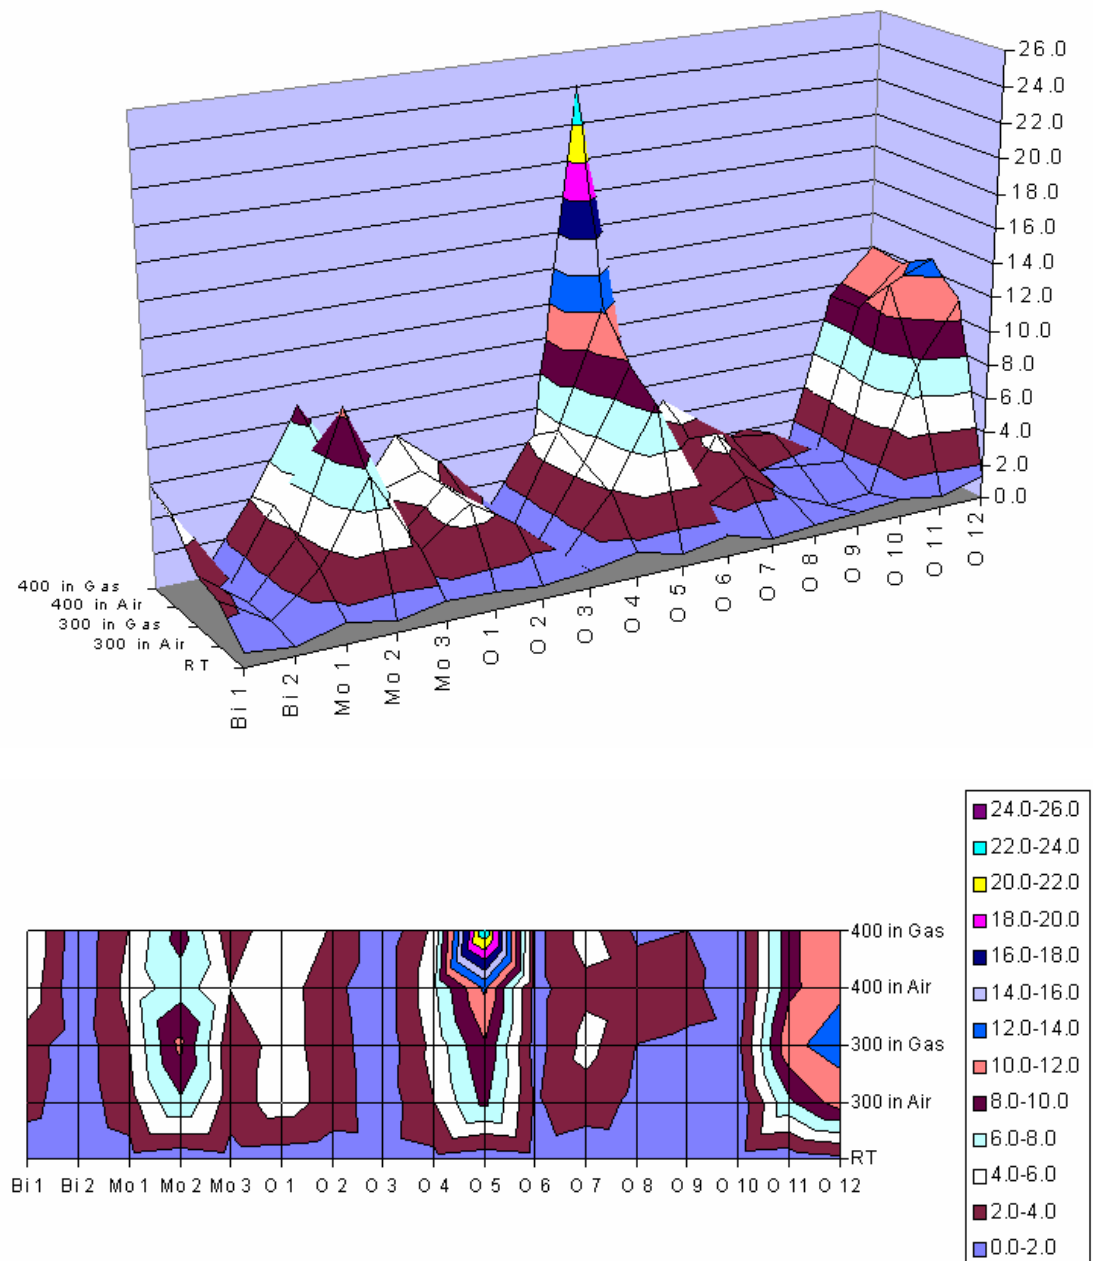 26.0
24.0
22.0
20.0
18.0
16.0
14.0
12.0
10.0
8.0
6.0
4.0
2.0
0.0
400 in Gas
400 in Air
300 in Gas
300 in Air
RT
Bi 1
Bi 2
Mo 1
Mo 2
Mo 3
O 1
O 2
O 3
O 4
O 5
O 6
O 7
O 8
O 9
O 10
O 11
O 12
24.0-26.0
22.0-24.0
20.0-22.0
18.0-20.0
16.0-18.0
14.0-16.0
12.0-14.0
10.0-12.0
8.0-10.0
6.0-8.0
4.0-6.0
2.0-4.0
0.0-2.0
400 in Gas
400 in Air
300 in Gas
300 in Air
RT
Bi 1 Bi 2 Mo 1 Mo 2 Mo 3 O 1 O 2 O 3 O 4 O 5 O 6 O 7 O 8 O 9 O 10 O 11 O 12